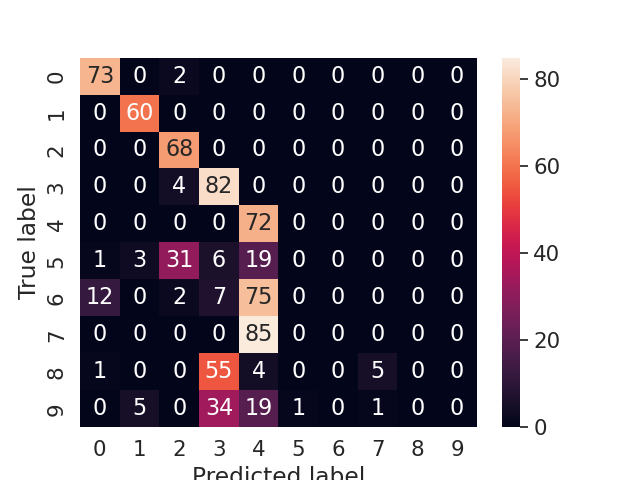 0 73 0 2 0 0 0 0 0 0 0
1 0 60 0 0 0 0 0 0 0 0
2 0 0 68 0 0 0 0 0 0 0
3 0 0 4 82 0 0 0 0 0 0
4 0 0 0 0 72 0 0 0 0 0
5 1 3 31 6 19 0 0 0 0 0
6 12 0 2 7 75 0 0 0 0 0
7 0 0 0 0 85 0 0 0 0 0
8 1 0 0 55 4 0 0 5 0 0
9 0 5 0 34 19 1 0 1 0 0
0 1 2 3 4 5 6 7 8 9
Predicted label
True label
80
60
40
20
0